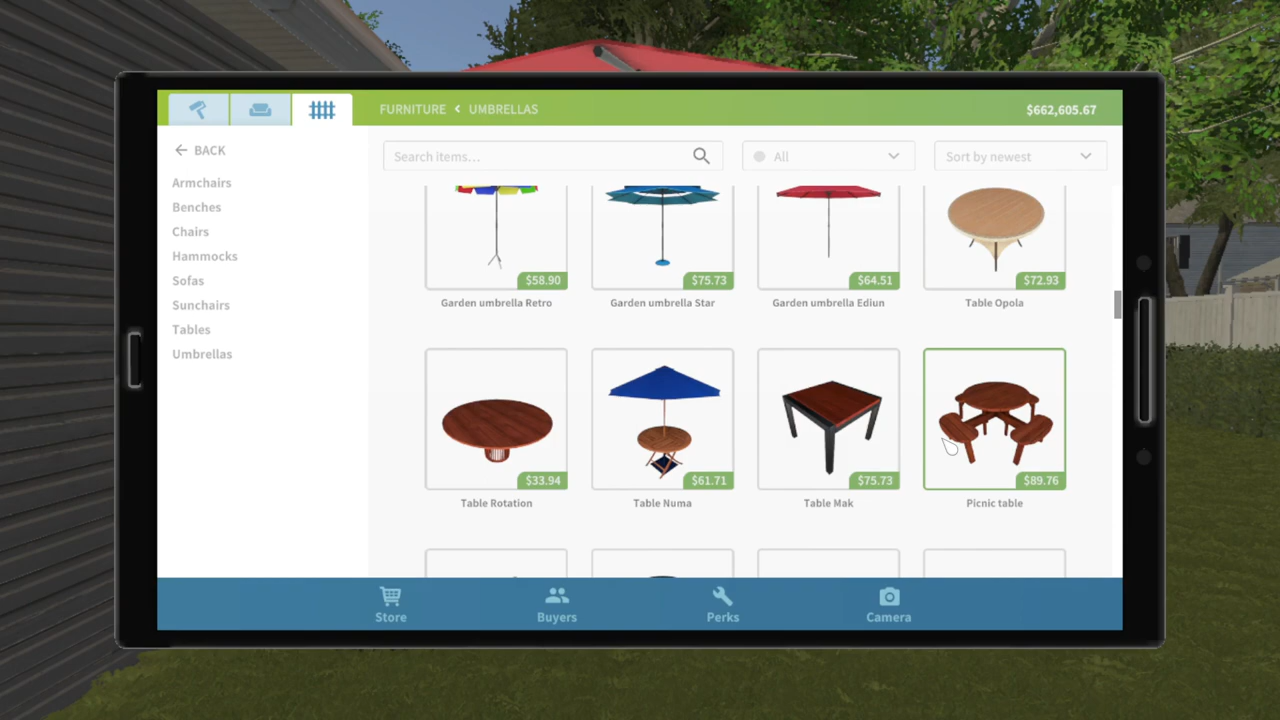 FURNITURE < UMBRELLAS
$662,605.67
BACK
Search items...
All
Sort by newest
Armchairs
Benches
Chairs
Hammocks
Sofas
Sunchairs
Tables
Umbrellas
$58.90
$75.73
$64.51
$72.93
Garden umbrella Retro
Garden umbrella Star
Garden umbrella Ediun
Table Opola
$33.94
$61.71
$75.73
$89.76
Table Rotation
Table Numa
Table Mak
Picnic table
Store
Buyers
Perks
Camera